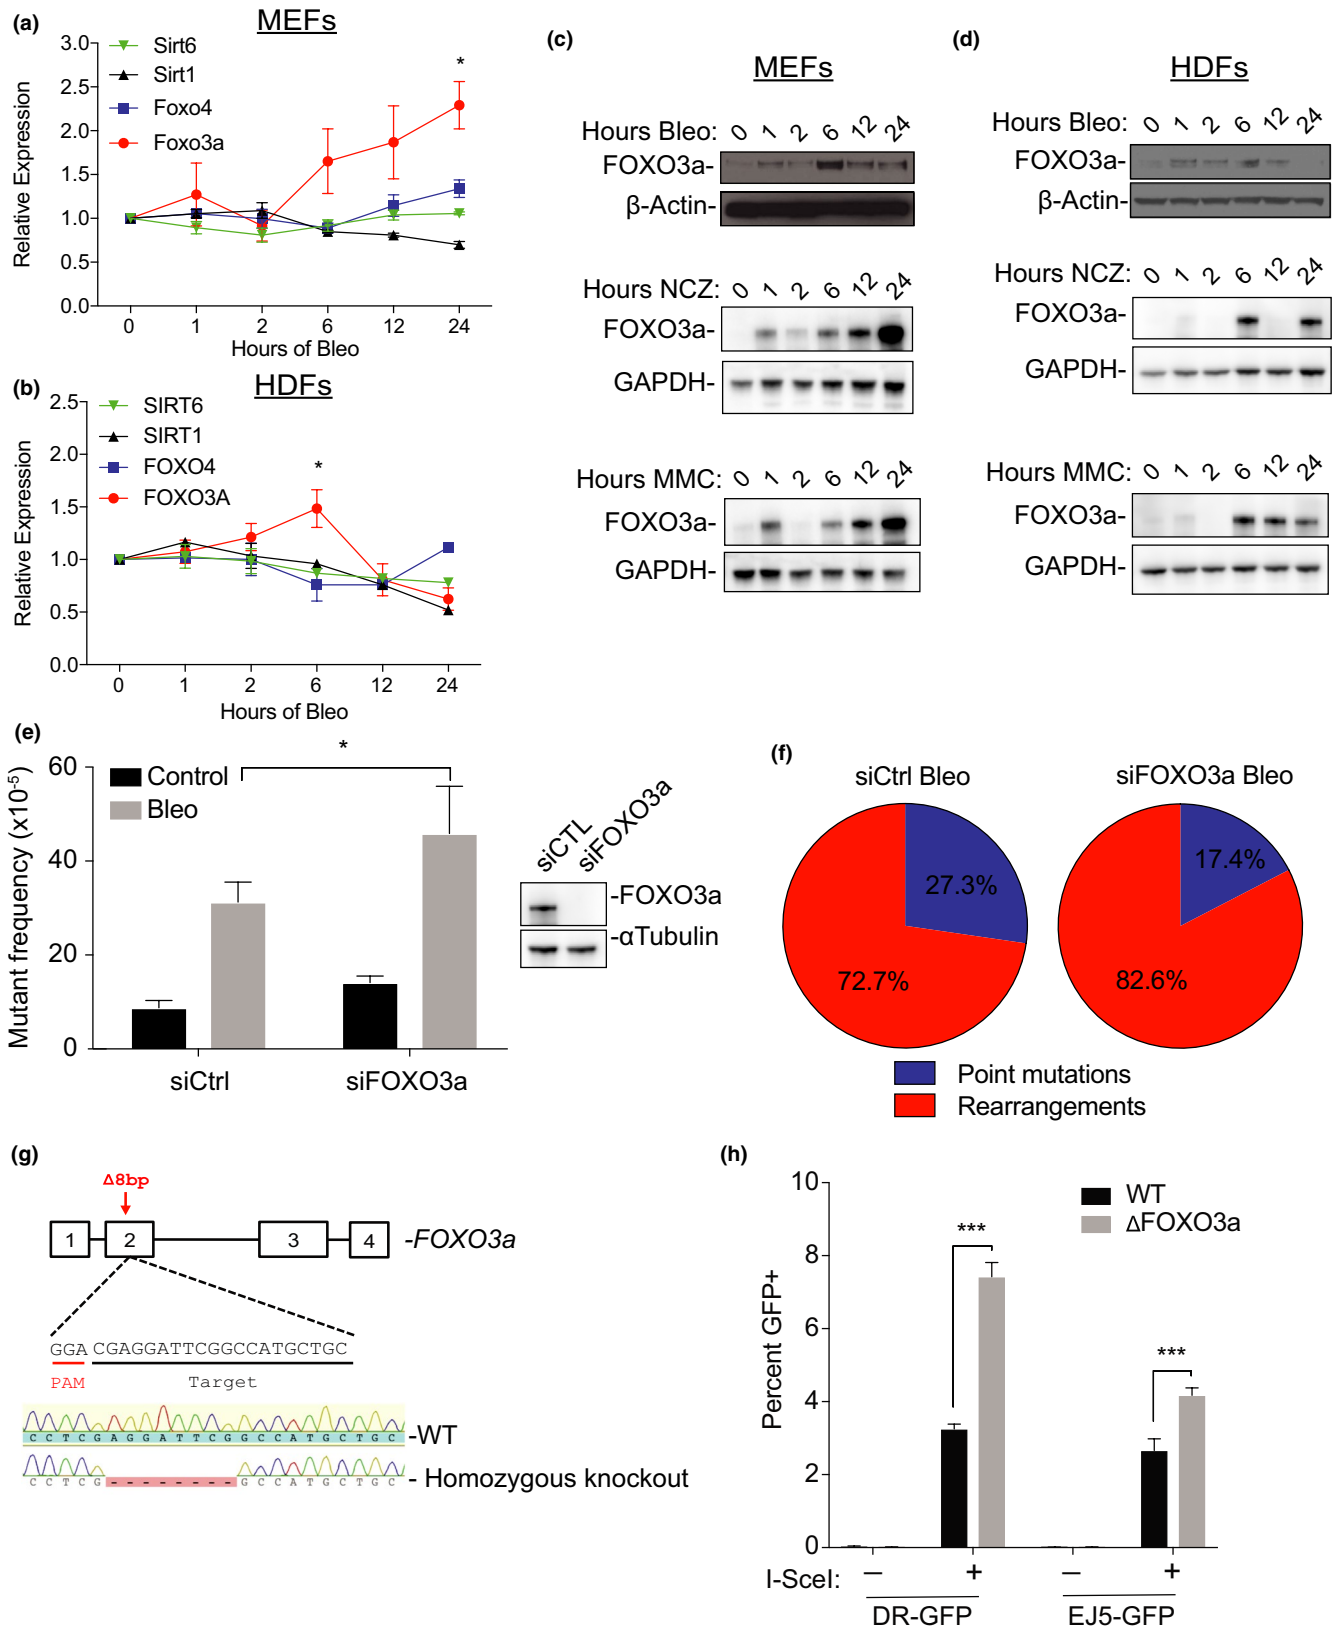 (a)
MEFs
Sirt6
Sirt1
Foxo4
Foxo3a
*
Relative Expression
3.0
2.5
2.0
1.5
1.0
0.5
0.0
0 1 2 6 12 24
Hours of Bleo
(b)
HDFs
SIRT6
SIRT1
FOXO4
FOXO3A
*
Relative Expression
2.5
2.0
1.5
1.0
0.5
0.0
0 1 2 6 12 24
Hours of Bleo
(c)
MEFs
Hours Bleo: 0 1 2 6 12 24
FOXO3a-
β-Actin-
Hours NCZ: 0 1 2 6 12 24
FOXO3a-
GAPDH-
Hours MMC: 0 1 2 6 12 24
FOXO3a-
GAPDH-
(d)
HDFs
Hours Bleo: 0 1 2 6 12 24
FOXO3a-
β-Actin-
Hours NCZ: 0 1 2 6 12 24
FOXO3a-
GAPDH-
Hours MMC: 0 1 2 6 12 24
FOXO3a-
GAPDH-
(e)
Mutant frequency (x10-5)
60
40
20
0
Control
Bleo
*
siCtrl siFOXO3a
siCTL siFOXO3a
-FOXO3a
-αTubulin
(f)
siCtrl Bleo
27.3%
72.7%
siFOXO3a Bleo
17.4%
82.6%
Point mutations
Rearrangements
(g)
Δ8bp
1 2 3 4 -FOXO3a
GGA CGAGGATTCGGCCATGCTGC
PAM Target
C C T C G A G G A T T C G G C C A T G C T G C -WT
C C T C G - - - - - - - - G C C A T G C T G C - Homozygous knockout
(h)
Percent GFP+
10
8
6
4
2
0
WT
ΔFOXO3a
***
***
I-SceI: – + – +
DR-GFP EJ5-GFP